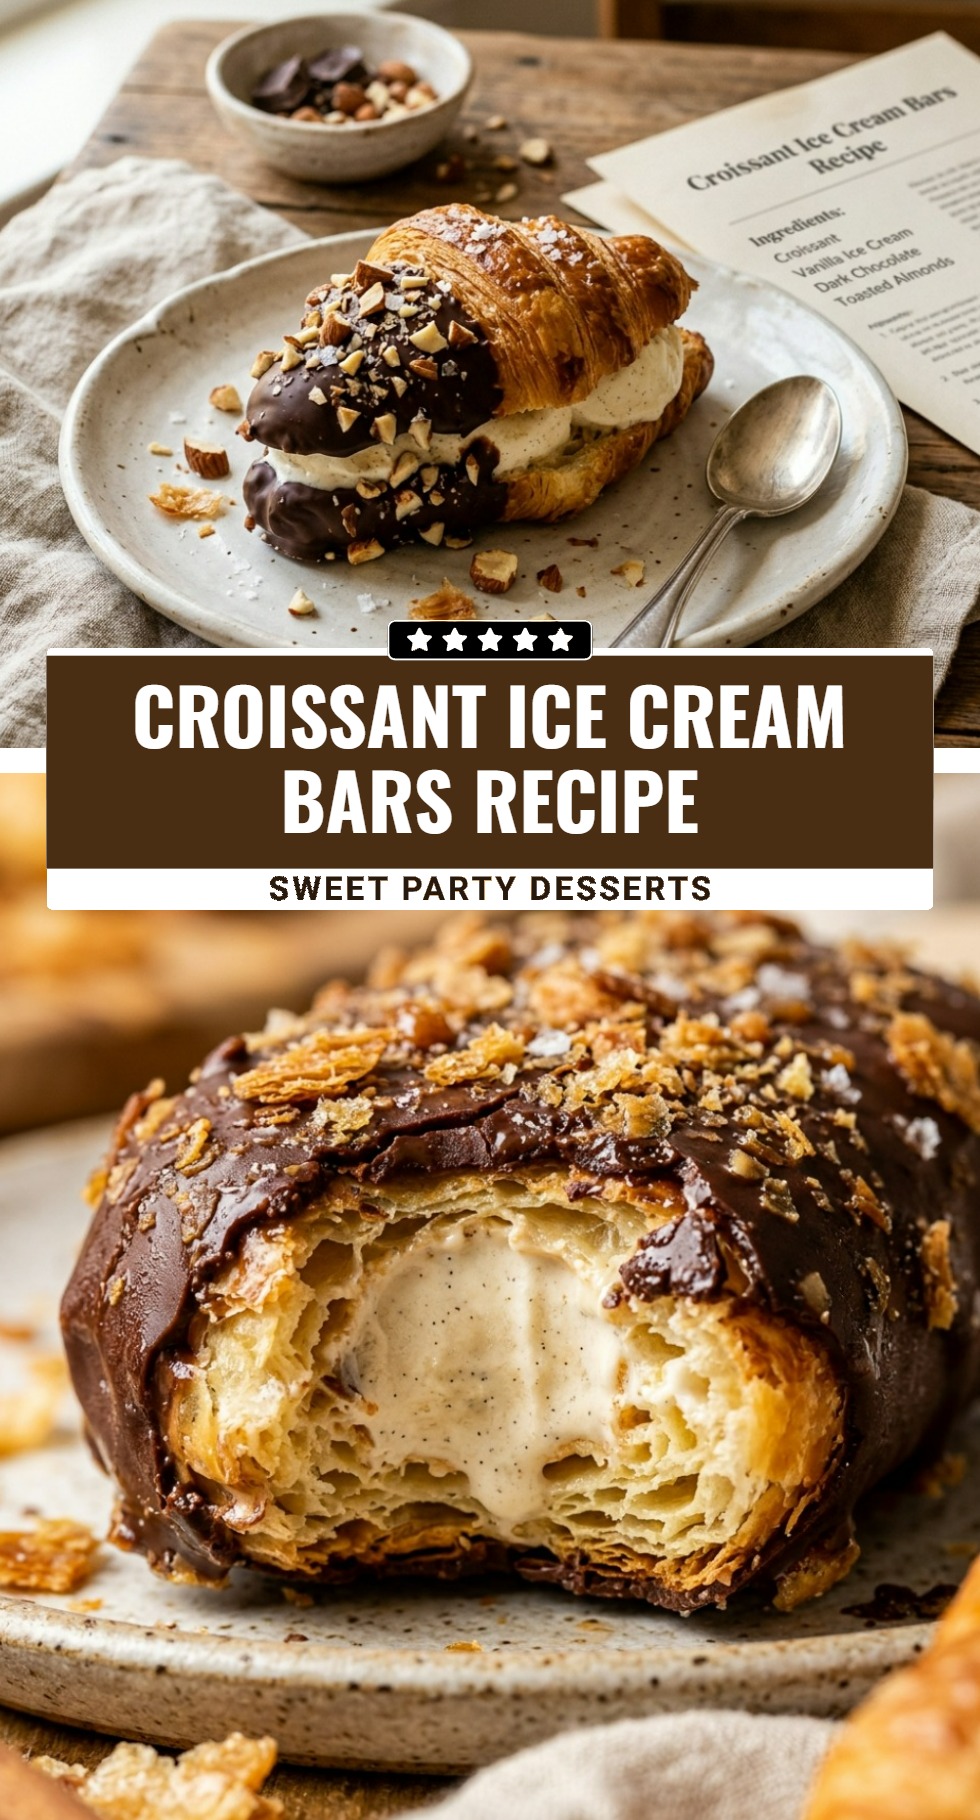 Croissant Ice Cream Bars
Recipe
Ingredients:
Croissant
Vanilla Ice Cream
Dark Chocolate
Toasted Almonds
CROISSANT ICE CREAM
BARS RECIPE
SWEET PARTY DESSERTS